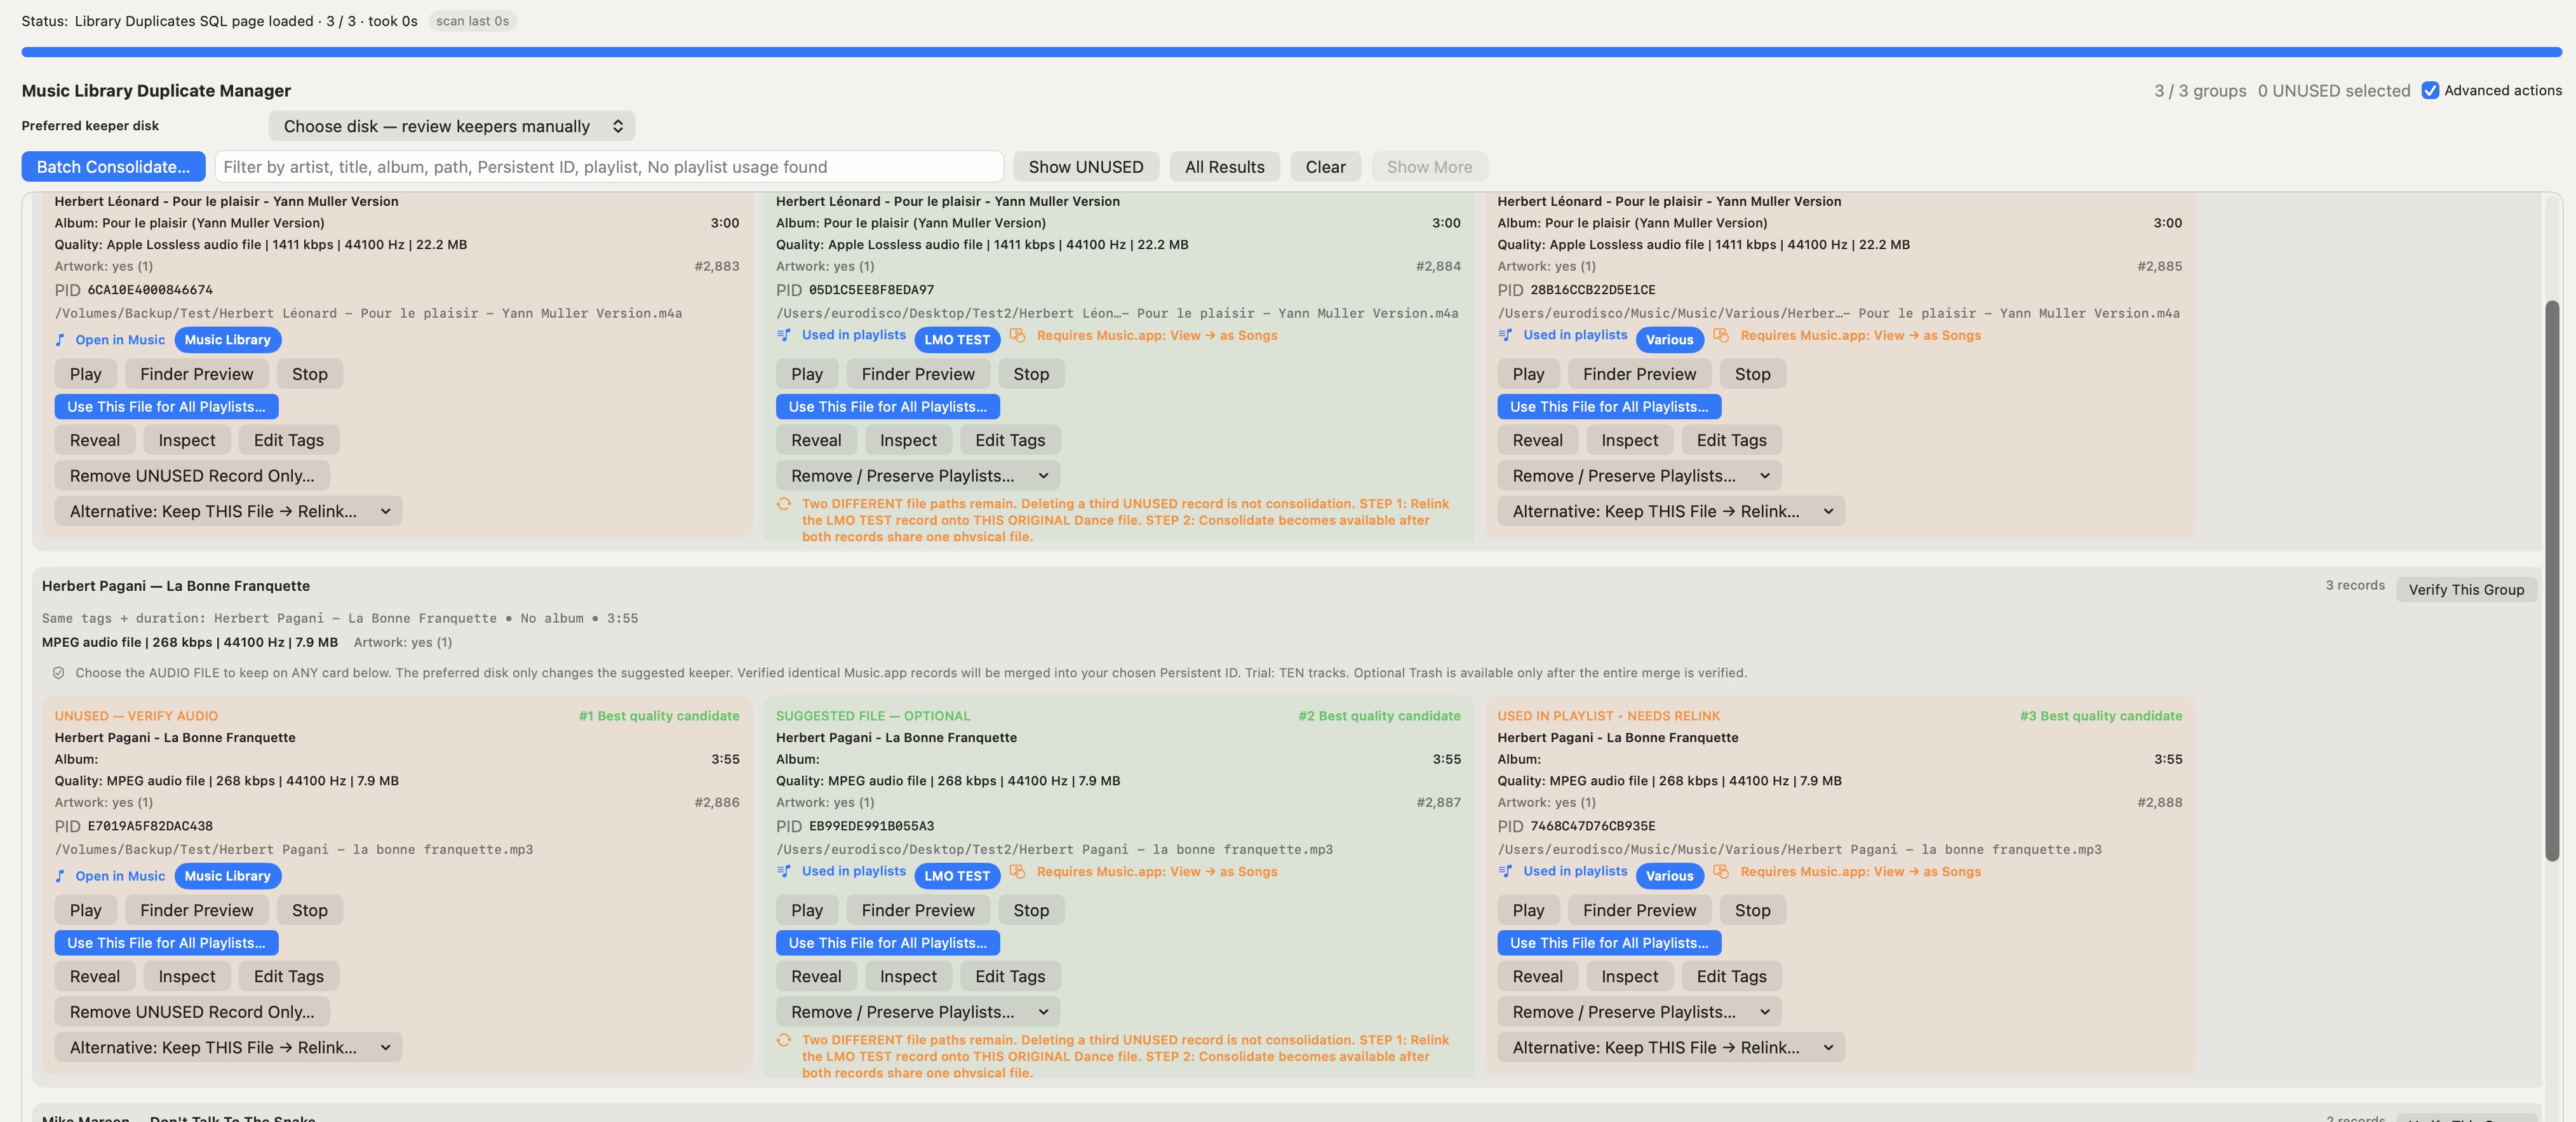 Status: Library Duplicates SQL page loaded · 3 / 3 · took 0s scan last 0s
Music Library Duplicate Manager
3 / 3 groups 0 UNUSED selected Advanced actions
Preferred keeper disk Choose disk — review keepers manually
Batch Consolidate... Filter by artist, title, album, path, Persistent ID, playlist, No playlist usage found Show UNUSED All Results Clear Show More
Herbert Léonard - Pour le plaisir - Yann Muller Version
Album: Pour le plaisir (Yann Muller Version) 3:00
Quality: Apple Lossless audio file | 1411 kbps | 44100 Hz | 22.2 MB
Artwork: yes (1) #2,883
PID 6CA10E4000846674
/Volumes/Backup/Test/Herbert Léonard – Pour le plaisir – Yann Muller Version.m4a
Open in Music Music Library
Play Finder Preview Stop
Use This File for All Playlists...
Reveal Inspect Edit Tags
Remove UNUSED Record Only...
Alternative: Keep THIS File → Relink...
Herbert Léonard - Pour le plaisir - Yann Muller Version
Album: Pour le plaisir (Yann Muller Version) 3:00
Quality: Apple Lossless audio file | 1411 kbps | 44100 Hz | 22.2 MB
Artwork: yes (1) #2,884
PID 05D1C5EE8F8EDA97
/Users/eurodisco/Desktop/Test2/Herbert Léon…– Pour le plaisir – Yann Muller Version.m4a
Used in playlists LMO TEST Requires Music.app: View → as Songs
Play Finder Preview Stop
Use This File for All Playlists...
Reveal Inspect Edit Tags
Remove / Preserve Playlists...
Two DIFFERENT file paths remain. Deleting a third UNUSED record is not consolidation. STEP 1: Relink
the LMO TEST record onto THIS ORIGINAL Dance file. STEP 2: Consolidate becomes available after
both records share one physical file.
Herbert Léonard - Pour le plaisir - Yann Muller Version
Album: Pour le plaisir (Yann Muller Version) 3:00
Quality: Apple Lossless audio file | 1411 kbps | 44100 Hz | 22.2 MB
Artwork: yes (1) #2,885
PID 28B16CCB22D5E1CE
/Users/eurodisco/Music/Music/Various/Herber…– Pour le plaisir – Yann Muller Version.m4a
Used in playlists Various Requires Music.app: View → as Songs
Play Finder Preview Stop
Use This File for All Playlists...
Reveal Inspect Edit Tags
Remove / Preserve Playlists...
Alternative: Keep THIS File → Relink...
Herbert Pagani — La Bonne Franquette 3 records Verify This Group
Same tags + duration: Herbert Pagani – La Bonne Franquette • No album • 3:55
MPEG audio file | 268 kbps | 44100 Hz | 7.9 MB Artwork: yes (1)
Choose the AUDIO FILE to keep on ANY card below. The preferred disk only changes the suggested keeper. Verified identical Music.app records will be merged into your chosen Persistent ID. Trial: TEN tracks. Optional Trash is available only after the entire merge is verified.
UNUSED — VERIFY AUDIO #1 Best quality candidate
Herbert Pagani - La Bonne Franquette
Album: 3:55
Quality: MPEG audio file | 268 kbps | 44100 Hz | 7.9 MB
Artwork: yes (1) #2,886
PID E7019A5F82DAC438
/Volumes/Backup/Test/Herbert Pagani – la bonne franquette.mp3
Open in Music Music Library
Play Finder Preview Stop
Use This File for All Playlists...
Reveal Inspect Edit Tags
Remove UNUSED Record Only...
Alternative: Keep THIS File → Relink...
SUGGESTED FILE — OPTIONAL #2 Best quality candidate
Herbert Pagani - La Bonne Franquette
Album: 3:55
Quality: MPEG audio file | 268 kbps | 44100 Hz | 7.9 MB
Artwork: yes (1) #2,887
PID EB99EDE991B055A3
/Users/eurodisco/Desktop/Test2/Herbert Pagani – la bonne franquette.mp3
Used in playlists LMO TEST Requires Music.app: View → as Songs
Play Finder Preview Stop
Use This File for All Playlists...
Reveal Inspect Edit Tags
Remove / Preserve Playlists...
Two DIFFERENT file paths remain. Deleting a third UNUSED record is not consolidation. STEP 1: Relink
the LMO TEST record onto THIS ORIGINAL Dance file. STEP 2: Consolidate becomes available after
both records share one physical file.
USED IN PLAYLIST • NEEDS RELINK #3 Best quality candidate
Herbert Pagani - La Bonne Franquette
Album: 3:55
Quality: MPEG audio file | 268 kbps | 44100 Hz | 7.9 MB
Artwork: yes (1) #2,888
PID 7468C47D76CB935E
/Users/eurodisco/Music/Music/Various/Herbert Pagani – la bonne franquette.mp3
Used in playlists Various Requires Music.app: View → as Songs
Play Finder Preview Stop
Use This File for All Playlists...
Reveal Inspect Edit Tags
Remove / Preserve Playlists...
Alternative: Keep THIS File → Relink...
Mike Mareen — Don't Talk To The Snake